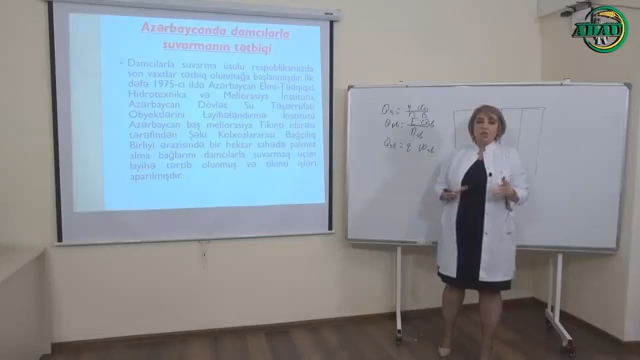 Azərbaycanda damcılarla
suvarmanın tətbiqi
• Damcılarla suvarma üsulu respublikamızda
son vaxtlar tətbiq olunmağa başlanmışdır. İlk
dəfə 1975-ci ildə Azərbaycan Elmi-Tədqiqat
Hidrotexnika və Meliorasiya İnstitutu,
Azərbaycan Dövlət Su Təsərrüfatı
Obyektlərini Layihələndirmə İnstitutu
Azərbaycan baş meliorasiya Tikinti idarəsi
tərəfindən Şəki Kolxozlararası Bağçılıq
Birliyi ərazisində bir hektar sahədə palmet
alma bağlarını damcılarla suvarmaq üçün
layihə tərtib olunmuş və tikinti işləri
aparılmışdır.
ADAU
TV